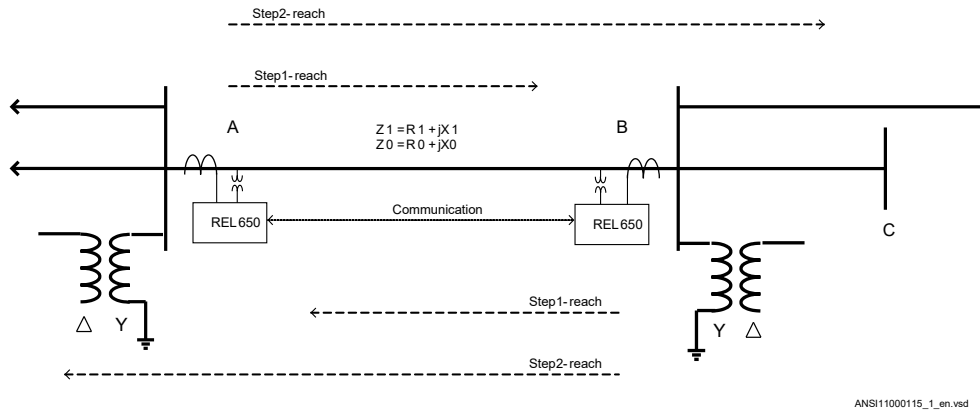 Step2-reach
Step1-reach
A
Z1=R1+jX1
Z0=R0+jX0
B
REL650
Communication
REL650
C
Step1-reach
△ Y
Y △
Step2-reach
ANSI11000115_1_en.vsd